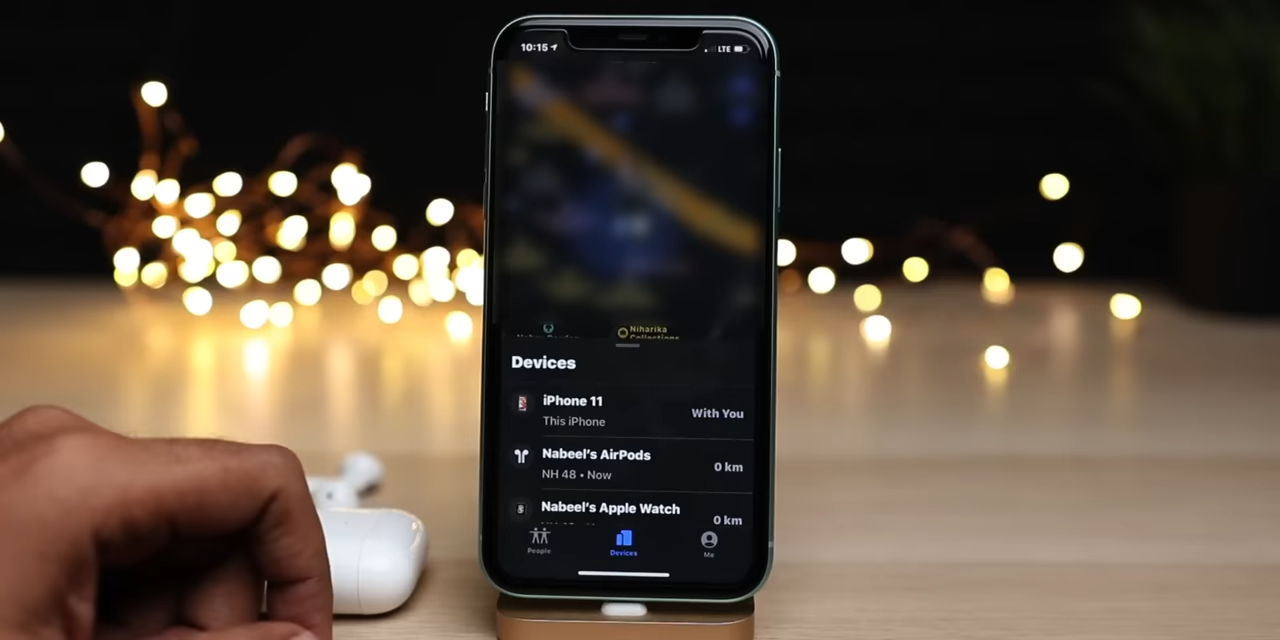 10:15
LTE
Niharika
Collections
Devices
iPhone 11
This iPhone
With You
Nabeel's AirPods
NH 48 • Now
0 km
Nabeel's Apple Watch
0 km
People
Devices
Me